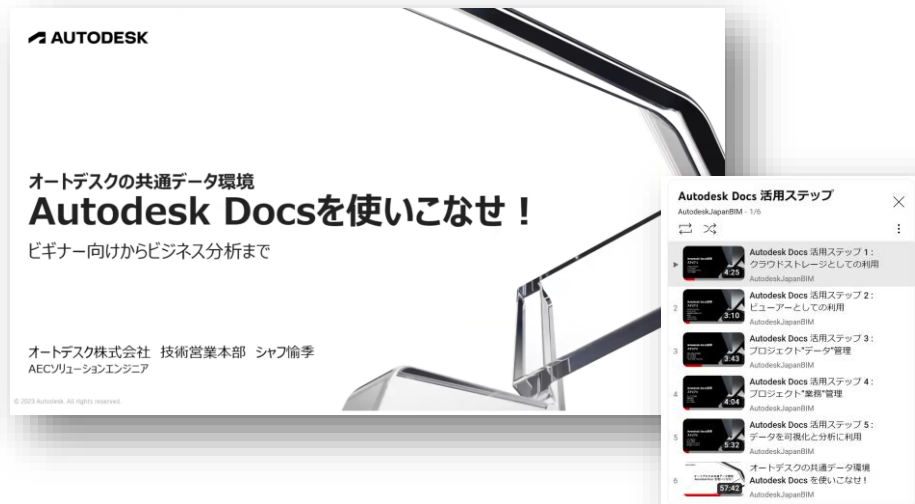 AUTODESK
オートデスクの共通データ環境
Autodesk Docsを使いこなせ！
ビギナー向けからビジネス分析まで
オートデスク株式会社 技術営業本部 シャフ愉季
AECソリューションエンジニア
© 2023 Autodesk. All rights reserved.
Autodesk Docs 活用ステップ
AutodeskJapanBIM - 1/6
Autodesk Docs 活用ステップ 1：
クラウドストレージとしての利用
AutodeskJapanBIM
4:25
2
Autodesk Docs 活用ステップ 2：
ビューアーとしての利用
AutodeskJapanBIM
3:10
3
Autodesk Docs 活用ステップ 3：
プロジェクト"データ"管理
AutodeskJapanBIM
3:43
4
Autodesk Docs 活用ステップ 4：
プロジェクト"業務"管理
AutodeskJapanBIM
4:04
5
Autodesk Docs 活用ステップ 5：
データを可視化と分析に利用
AutodeskJapanBIM
5:32
6
オートデスクの共通データ環境
Autodesk Docs を使いこなせ！
AutodeskJapanBIM
57:42